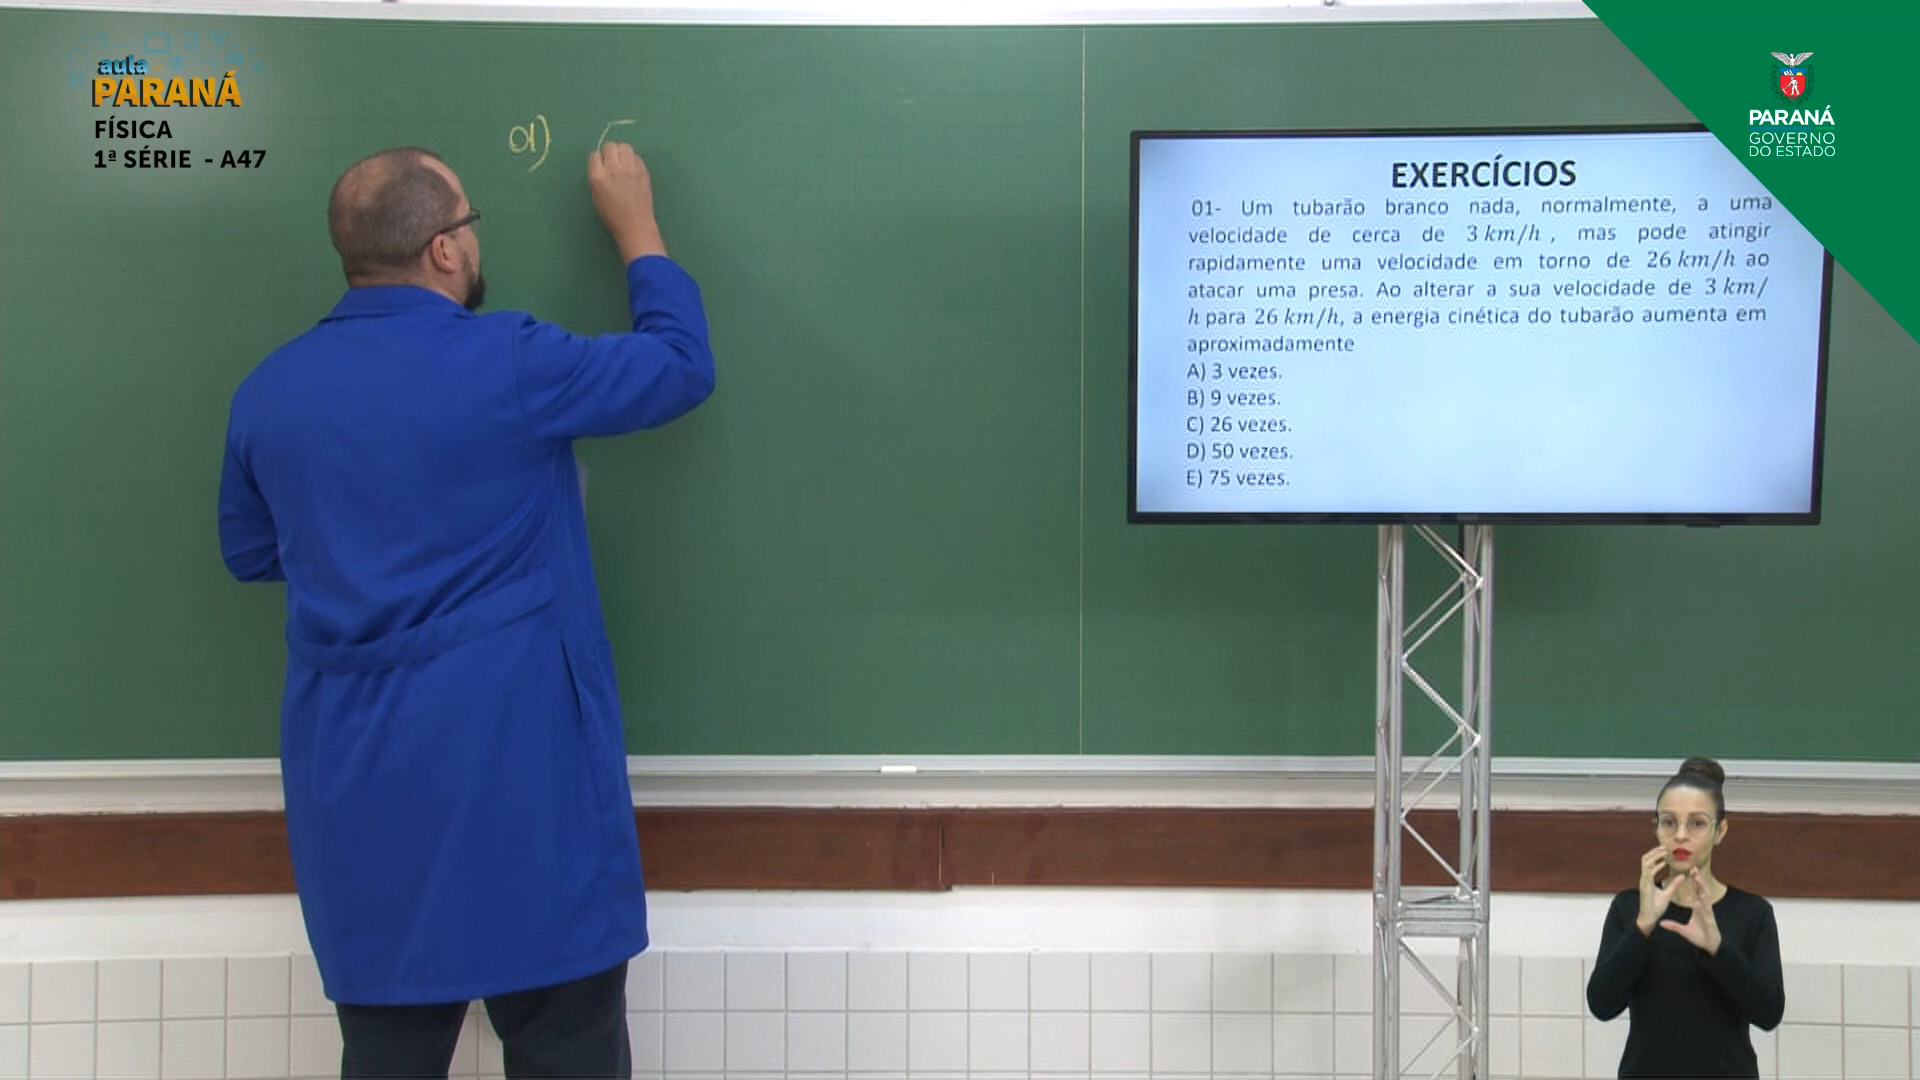 aula
PARANÁ
FÍSICA
1ª SÉRIE - A47
01)
PARANÁ
GOVERNO
DO ESTADO
EXERCÍCIOS
01- Um tubarão branco nada, normalmente, a uma
velocidade de cerca de 3 km/h , mas pode atingir
rapidamente uma velocidade em torno de 26 km/h ao
atacar uma presa. Ao alterar a sua velocidade de 3 km/
h para 26 km/h, a energia cinética do tubarão aumenta em
aproximadamente
A) 3 vezes.
B) 9 vezes.
C) 26 vezes.
D) 50 vezes.
E) 75 vezes.